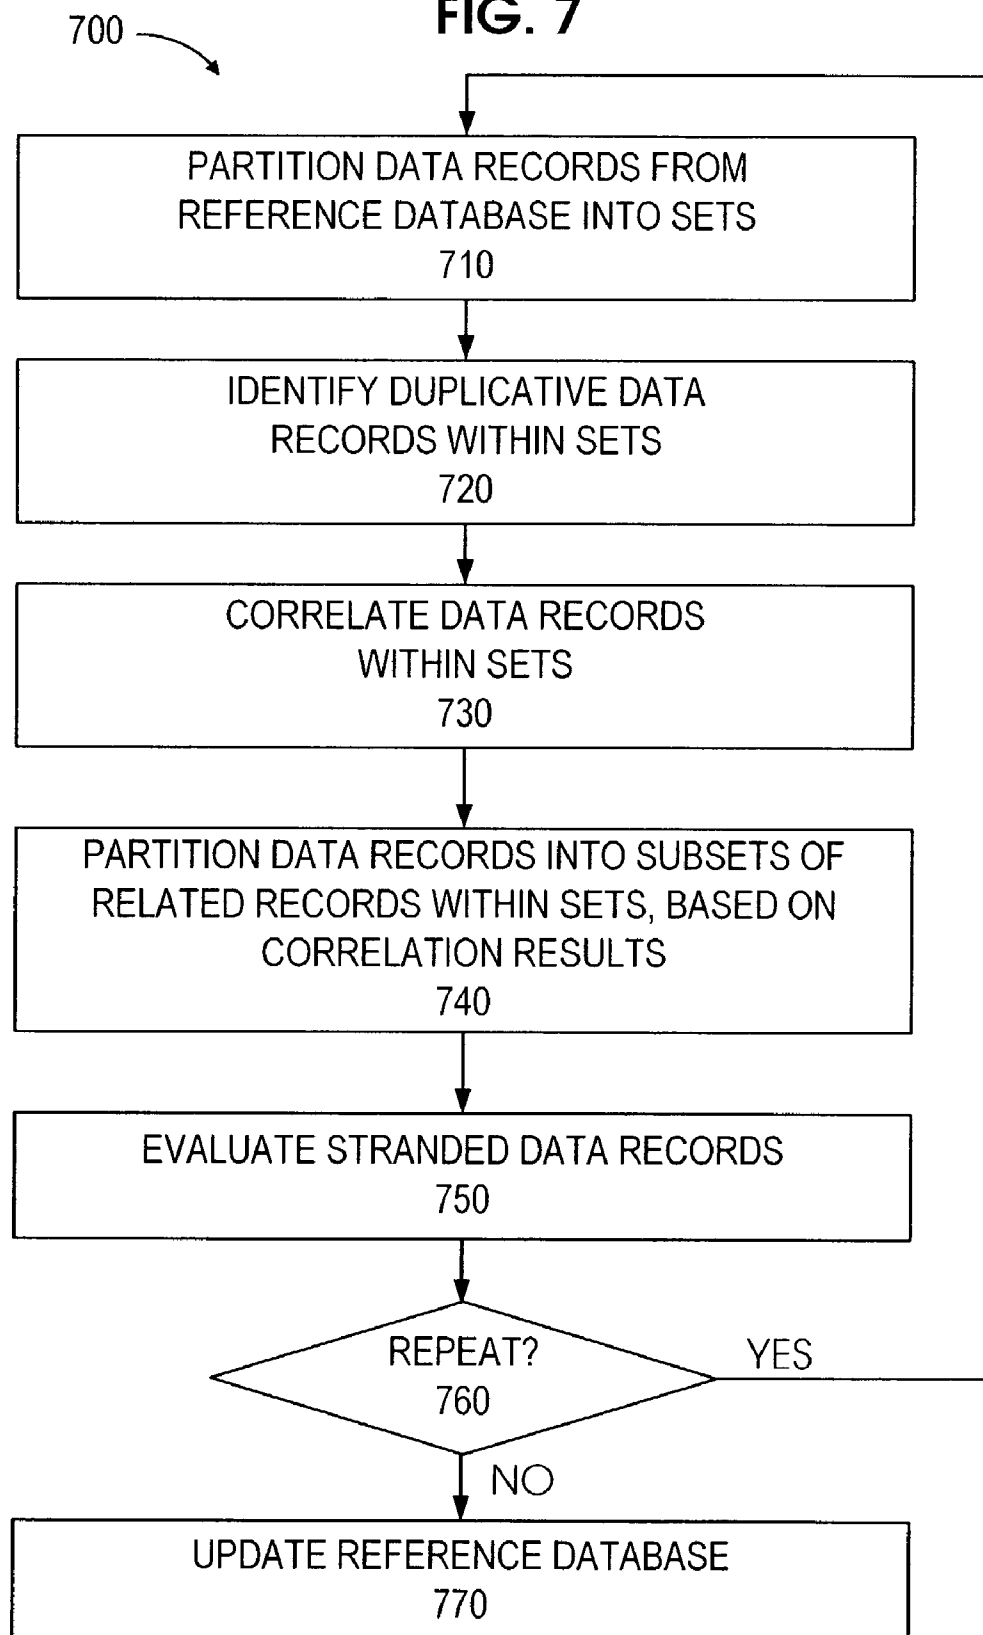 FIG. 7
700
PARTITION DATA RECORDS FROM
REFERENCE DATABASE INTO SETS
710
IDENTIFY DUPLICATIVE DATA
RECORDS WITHIN SETS
720
CORRELATE DATA RECORDS
WITHIN SETS
730
PARTITION DATA RECORDS INTO SUBSETS OF
RELATED RECORDS WITHIN SETS, BASED ON
CORRELATION RESULTS
740
EVALUATE STRANDED DATA RECORDS
750
REPEAT?
760
YES
NO
UPDATE REFERENCE DATABASE
770